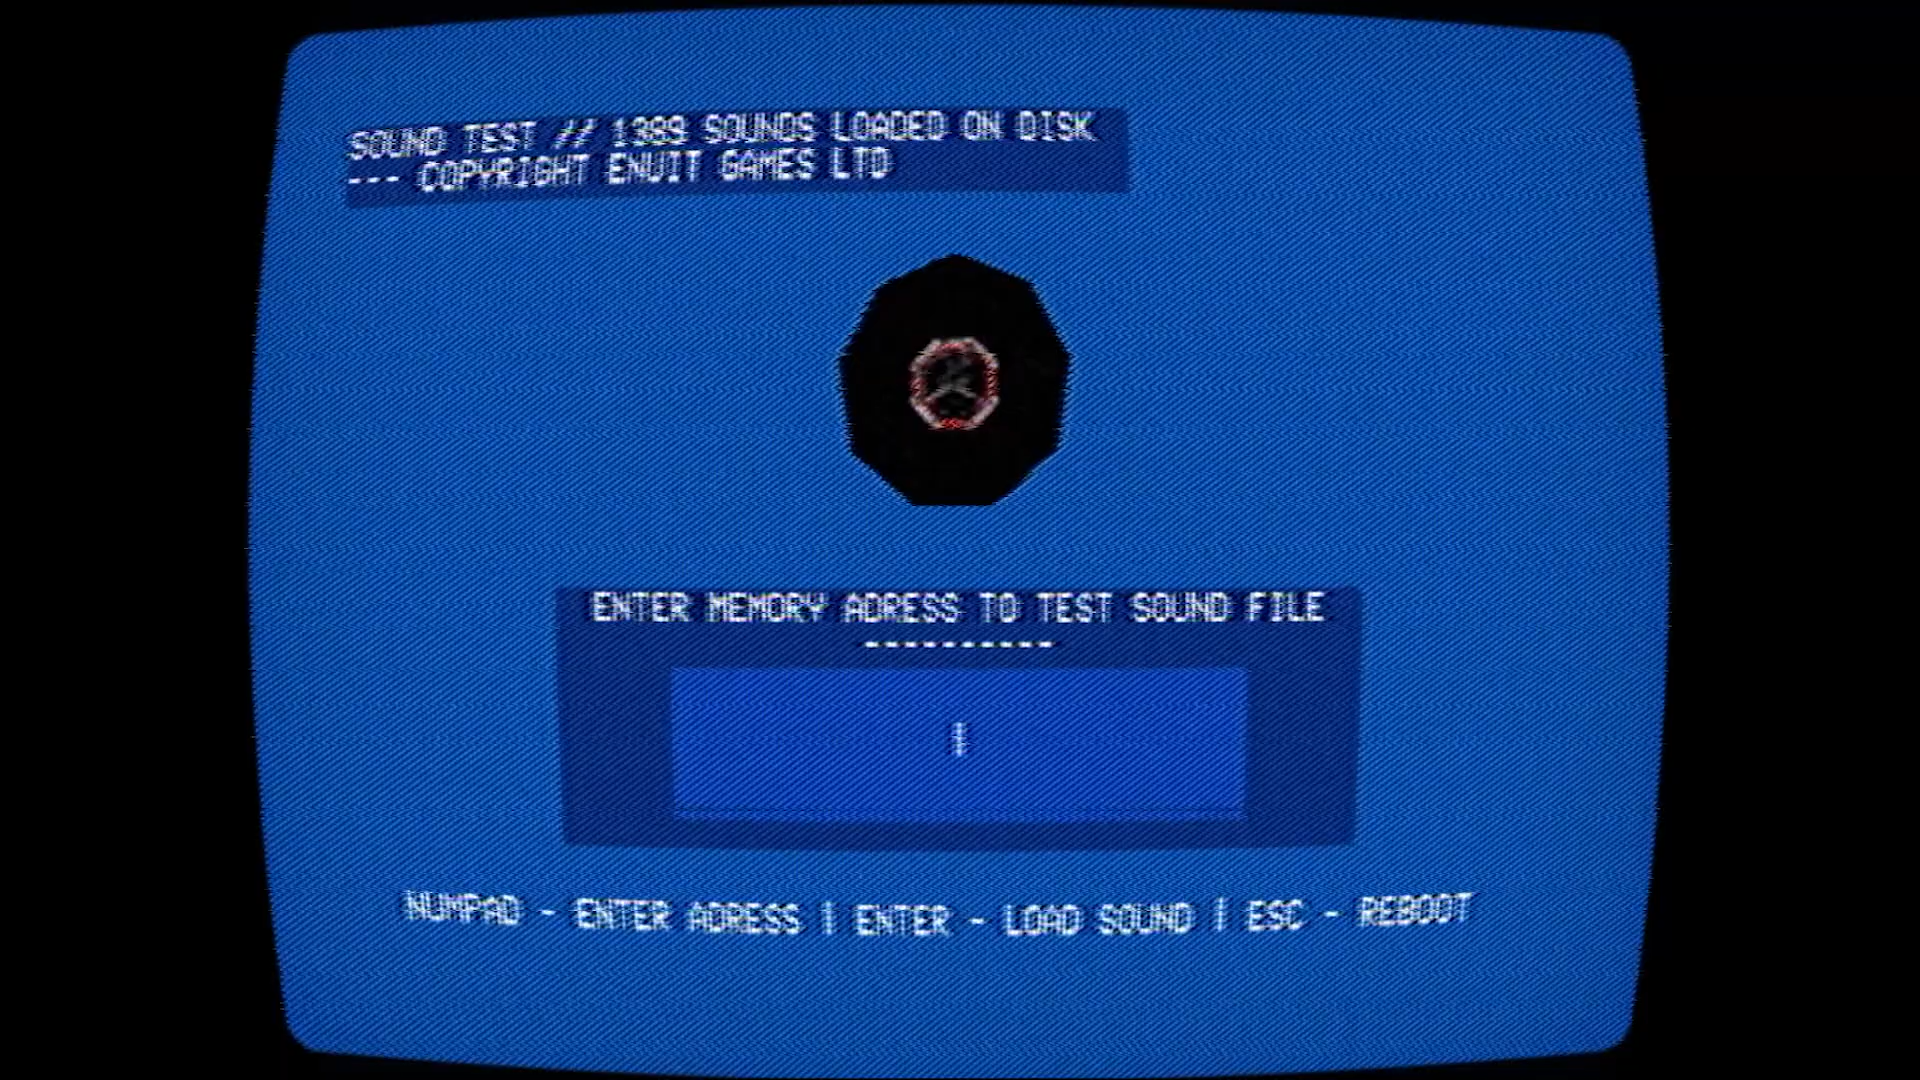 SOUND TEST // 1389 SOUNDS LOADED ON DISK
--- COPYRIGHT ENUIT GAMES LTD
ENTER MEMORY ADRESS TO TEST SOUND FILE
----------
NUMPAD - ENTER ADRESS | ENTER - LOAD SOUND | ESC - REBOOT